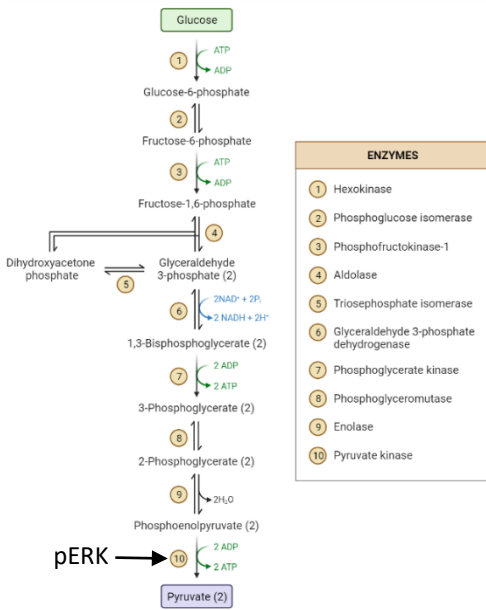 Glucose
1
ATP
ADP
Glucose-6-phosphate
2
Fructose-6-phosphate
3
ATP
ADP
Fructose-1,6-phosphate
4
Dihydroxyacetone
phosphate
5
Glyceraldehyde
3-phosphate (2)
6
2NAD⁺ + 2Pᵢ
2 NADH + 2H⁺
1,3-Bisphosphoglycerate (2)
7
2 ADP
2 ATP
3-Phosphoglycerate (2)
8
2-Phosphoglycerate (2)
9
2H₂O
Phosphoenolpyruvate (2)
pERK
10
2 ADP
2 ATP
Pyruvate (2)
ENZYMES
1 Hexokinase
2 Phosphoglucose isomerase
3 Phosphofructokinase-1
4 Aldolase
5 Triosephosphate isomerase
6 Glyceraldehyde 3-phosphate
dehydrogenase
7 Phosphoglycerate kinase
8 Phosphoglyceromutase
9 Enolase
10 Pyruvate kinase